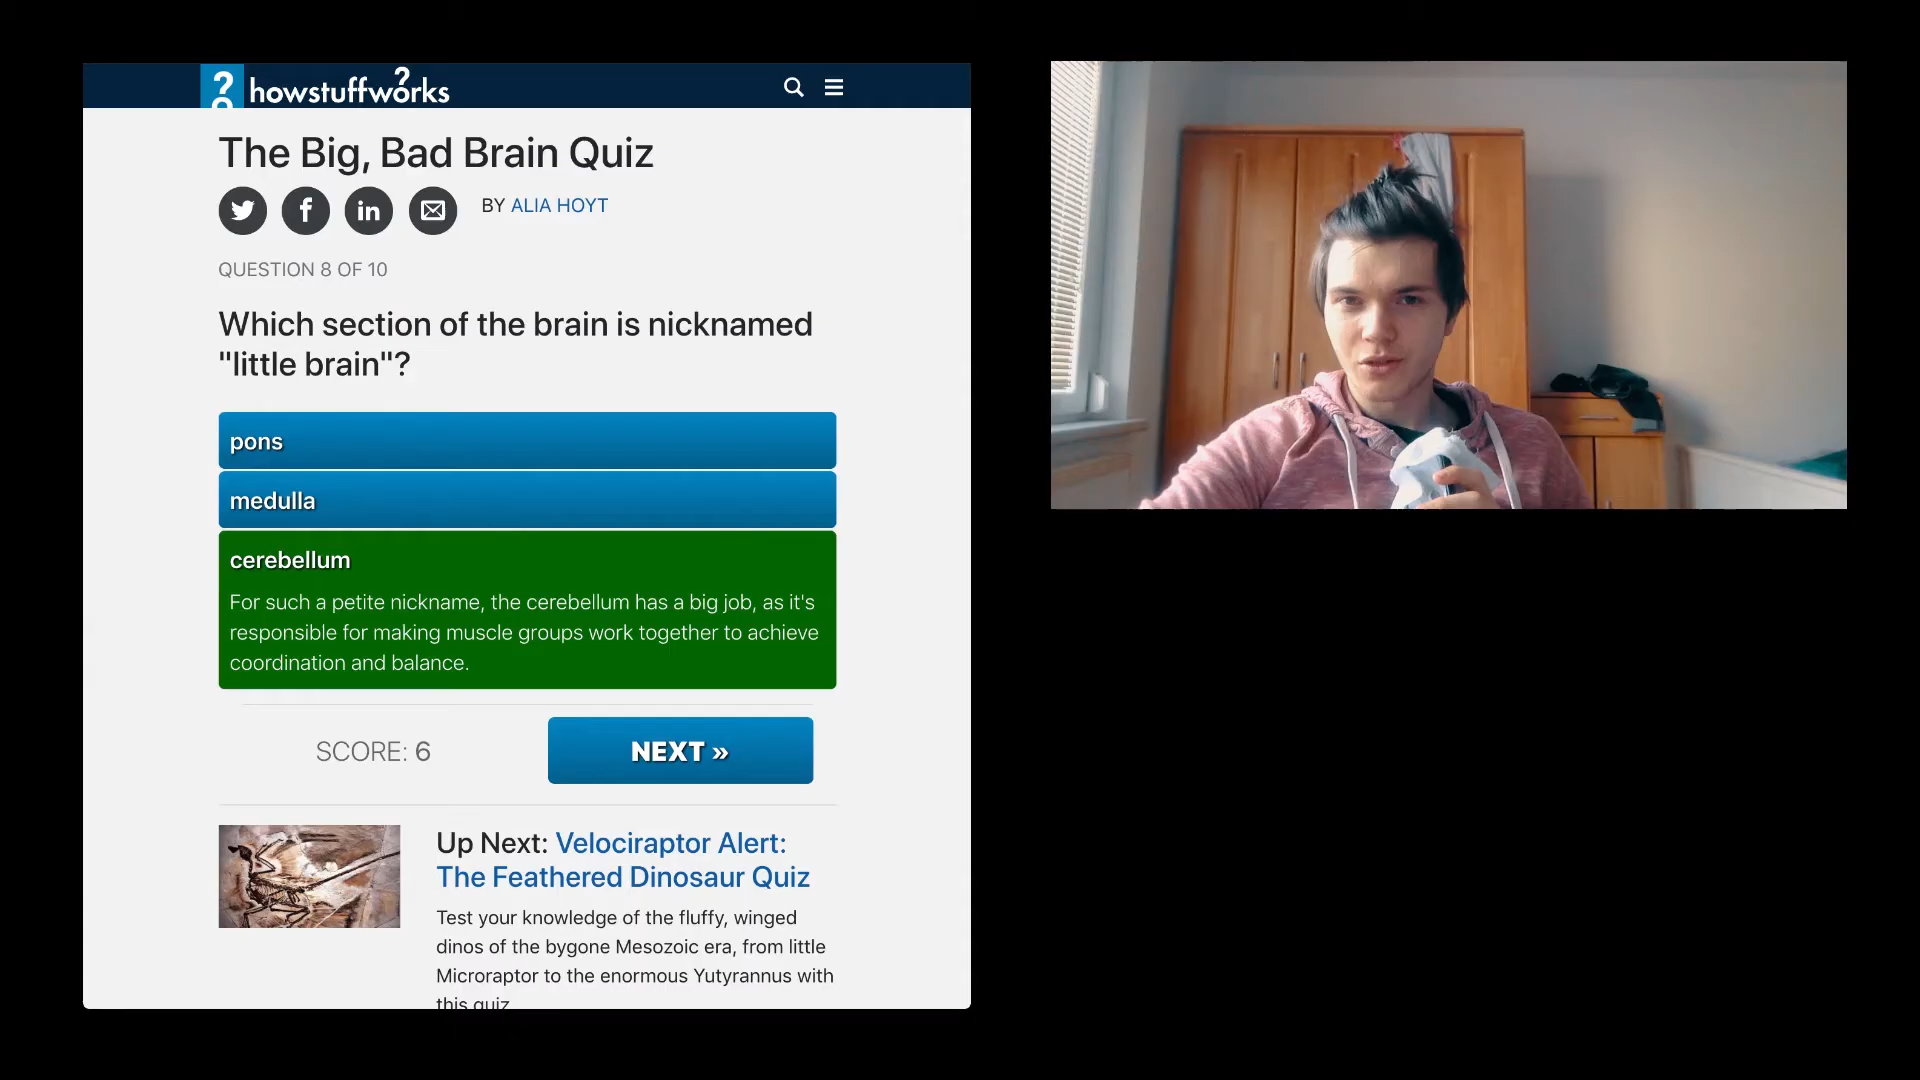 howstuffworks
The Big, Bad Brain Quiz
BY ALIA HOYT
QUESTION 8 OF 10
Which section of the brain is nicknamed
"little brain"?
pons
medulla
cerebellum
For such a petite nickname, the cerebellum has a big job, as it's
responsible for making muscle groups work together to achieve
coordination and balance.
SCORE: 6
NEXT »
Up Next: Velociraptor Alert:
The Feathered Dinosaur Quiz
Test your knowledge of the fluffy, winged
dinos of the bygone Mesozoic era, from little
Microraptor to the enormous Yutyrannus with
this quiz